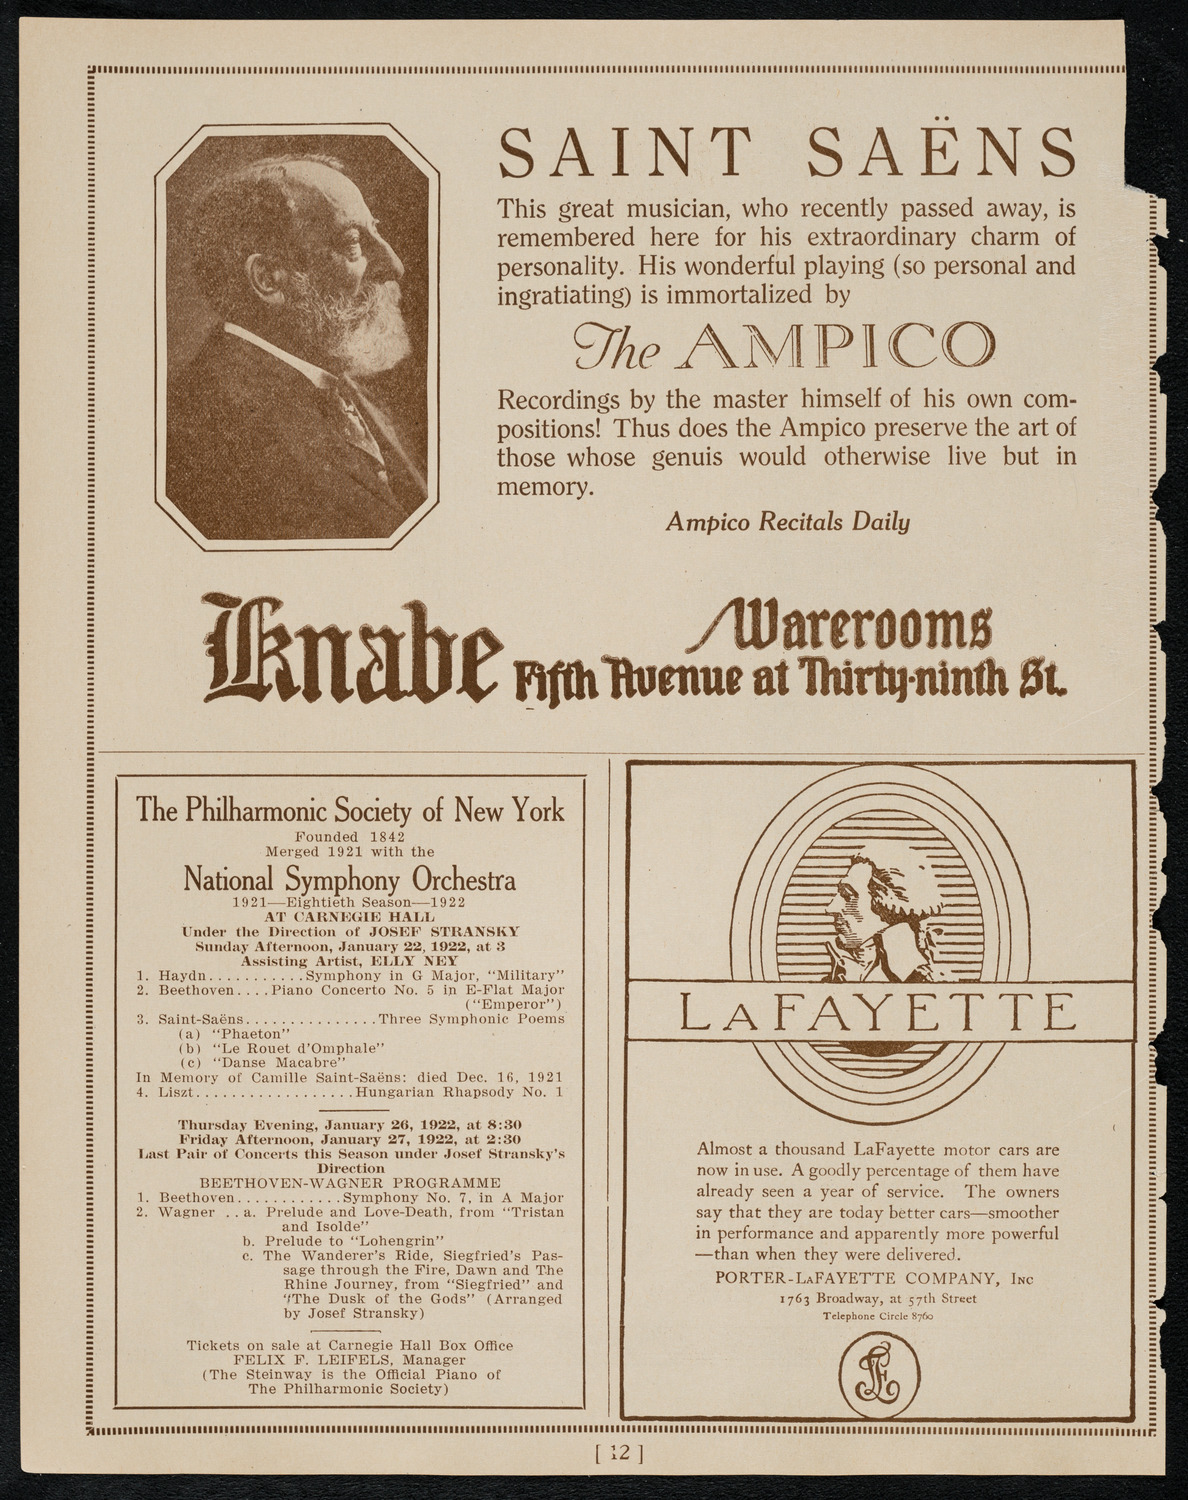 SAINT SAËNS
This great musician, who recently passed away, is
remembered here for his extraordinary charm of
personality. His wonderful playing (so personal and
ingratiating) is immortalized by
The AMPICO
Recordings by the master himself of his own com-
positions! Thus does the Ampico preserve the art of
those whose genuis would otherwise live but in
memory.
Ampico Recitals Daily
Knabe Warerooms
Fifth Avenue at Thirty-ninth St.
The Philharmonic Society of New York
Founded 1842
Merged 1921 with the
National Symphony Orchestra
1921—Eightieth Season—1922
AT CARNEGIE HALL
Under the Direction of JOSEF STRANSKY
Sunday Afternoon, January 22, 1922, at 3
Assisting Artist, ELLY NEY
1. Haydn...........Symphony in G Major, "Military"
2. Beethoven....Piano Concerto No. 5 in E-Flat Major
("Emperor")
3. Saint-Saëns...............Three Symphonic Poems
(a) "Phaeton"
(b) "Le Rouet d'Omphale"
(c) "Danse Macabre"
In Memory of Camille Saint-Saëns: died Dec. 16, 1921
4. Liszt..................Hungarian Rhapsody No. 1
Thursday Evening, January 26, 1922, at 8:30
Friday Afternoon, January 27, 1922, at 2:30
Last Pair of Concerts this Season under Josef Stransky's
Direction
BEETHOVEN-WAGNER PROGRAMME
1. Beethoven............Symphony No. 7, in A Major
2. Wagner ..a. Prelude and Love-Death, from "Tristan
and Isolde"
b. Prelude to "Lohengrin"
c. The Wanderer's Ride, Siegfried's Pas-
sage through the Fire, Dawn and The
Rhine Journey, from "Siegfried" and
"The Dusk of the Gods" (Arranged
by Josef Stransky)
Tickets on sale at Carnegie Hall Box Office
FELIX F. LEIFELS, Manager
(The Steinway is the Official Piano of
The Philharmonic Society)
LAFAYETTE
Almost a thousand LaFayette motor cars are
now in use. A goodly percentage of them have
already seen a year of service. The owners
say that they are today better cars—smoother
in performance and apparently more powerful
—than when they were delivered.
PORTER-LAFAYETTE COMPANY, INC
1763 Broadway, at 57th Street
Telephone Circle 8760
[ 12 ]